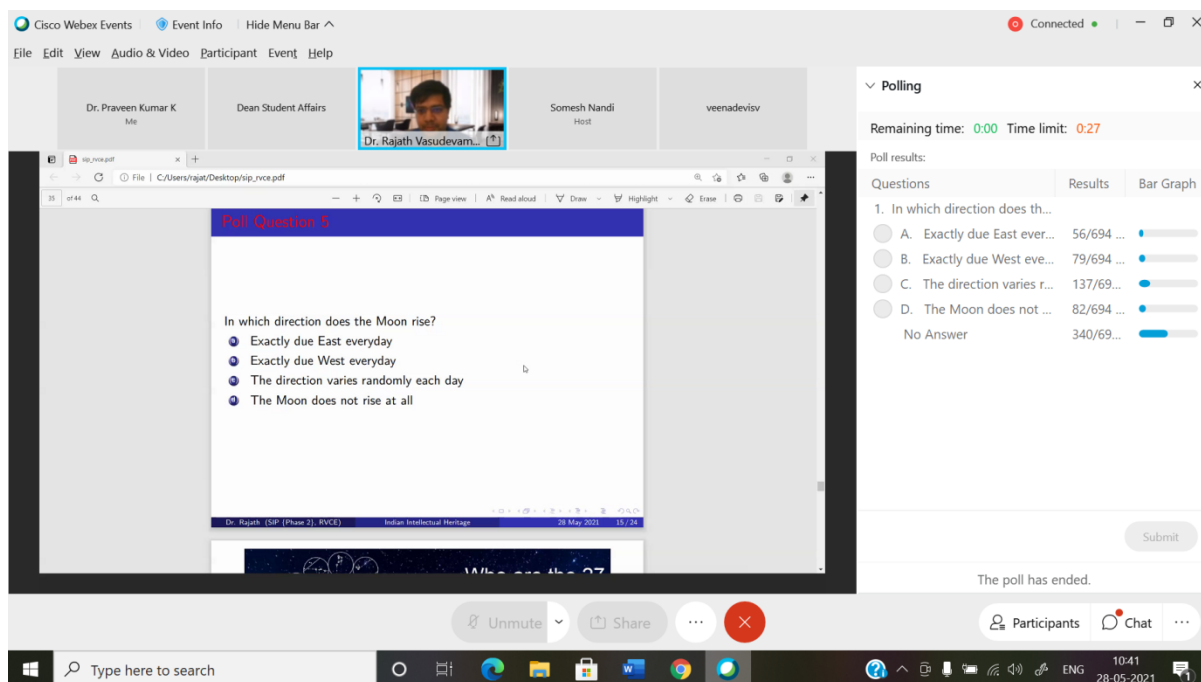 Cisco Webex Events Event Info Hide Menu Bar Connected
File Edit View Audio & Video Participant Event Help
Dr. Praveen Kumar K
Me
Dean Student Affairs
Dr. Rajath Vasudevam...
Somesh Nandi
Host
veenadevisv
sip_rvce.pdf
File | C:/Users/rajat/Desktop/sip_rvce.pdf
35 of 44 Page view Read aloud Draw Highlight Erase
Poll Question 5
In which direction does the Moon rise?
a Exactly due East everyday
b Exactly due West everyday
c The direction varies randomly each day
d The Moon does not rise at all
Dr. Rajath (SIP {Phase 2}, RVCE) Indian Intellectual Heritage 28 May 2021 15 / 24
Who are the 27
Polling
Remaining time: 0:00 Time limit: 0:27
Poll results:
Questions Results Bar Graph
1. In which direction does th...
A. Exactly due East ever... 56/694 ...
B. Exactly due West eve... 79/694 ...
C. The direction varies r... 137/69...
D. The Moon does not ... 82/694 ...
No Answer 340/69...
Submit
The poll has ended.
Unmute Share Participants Chat
Type here to search ENG 10:41
28-05-2021